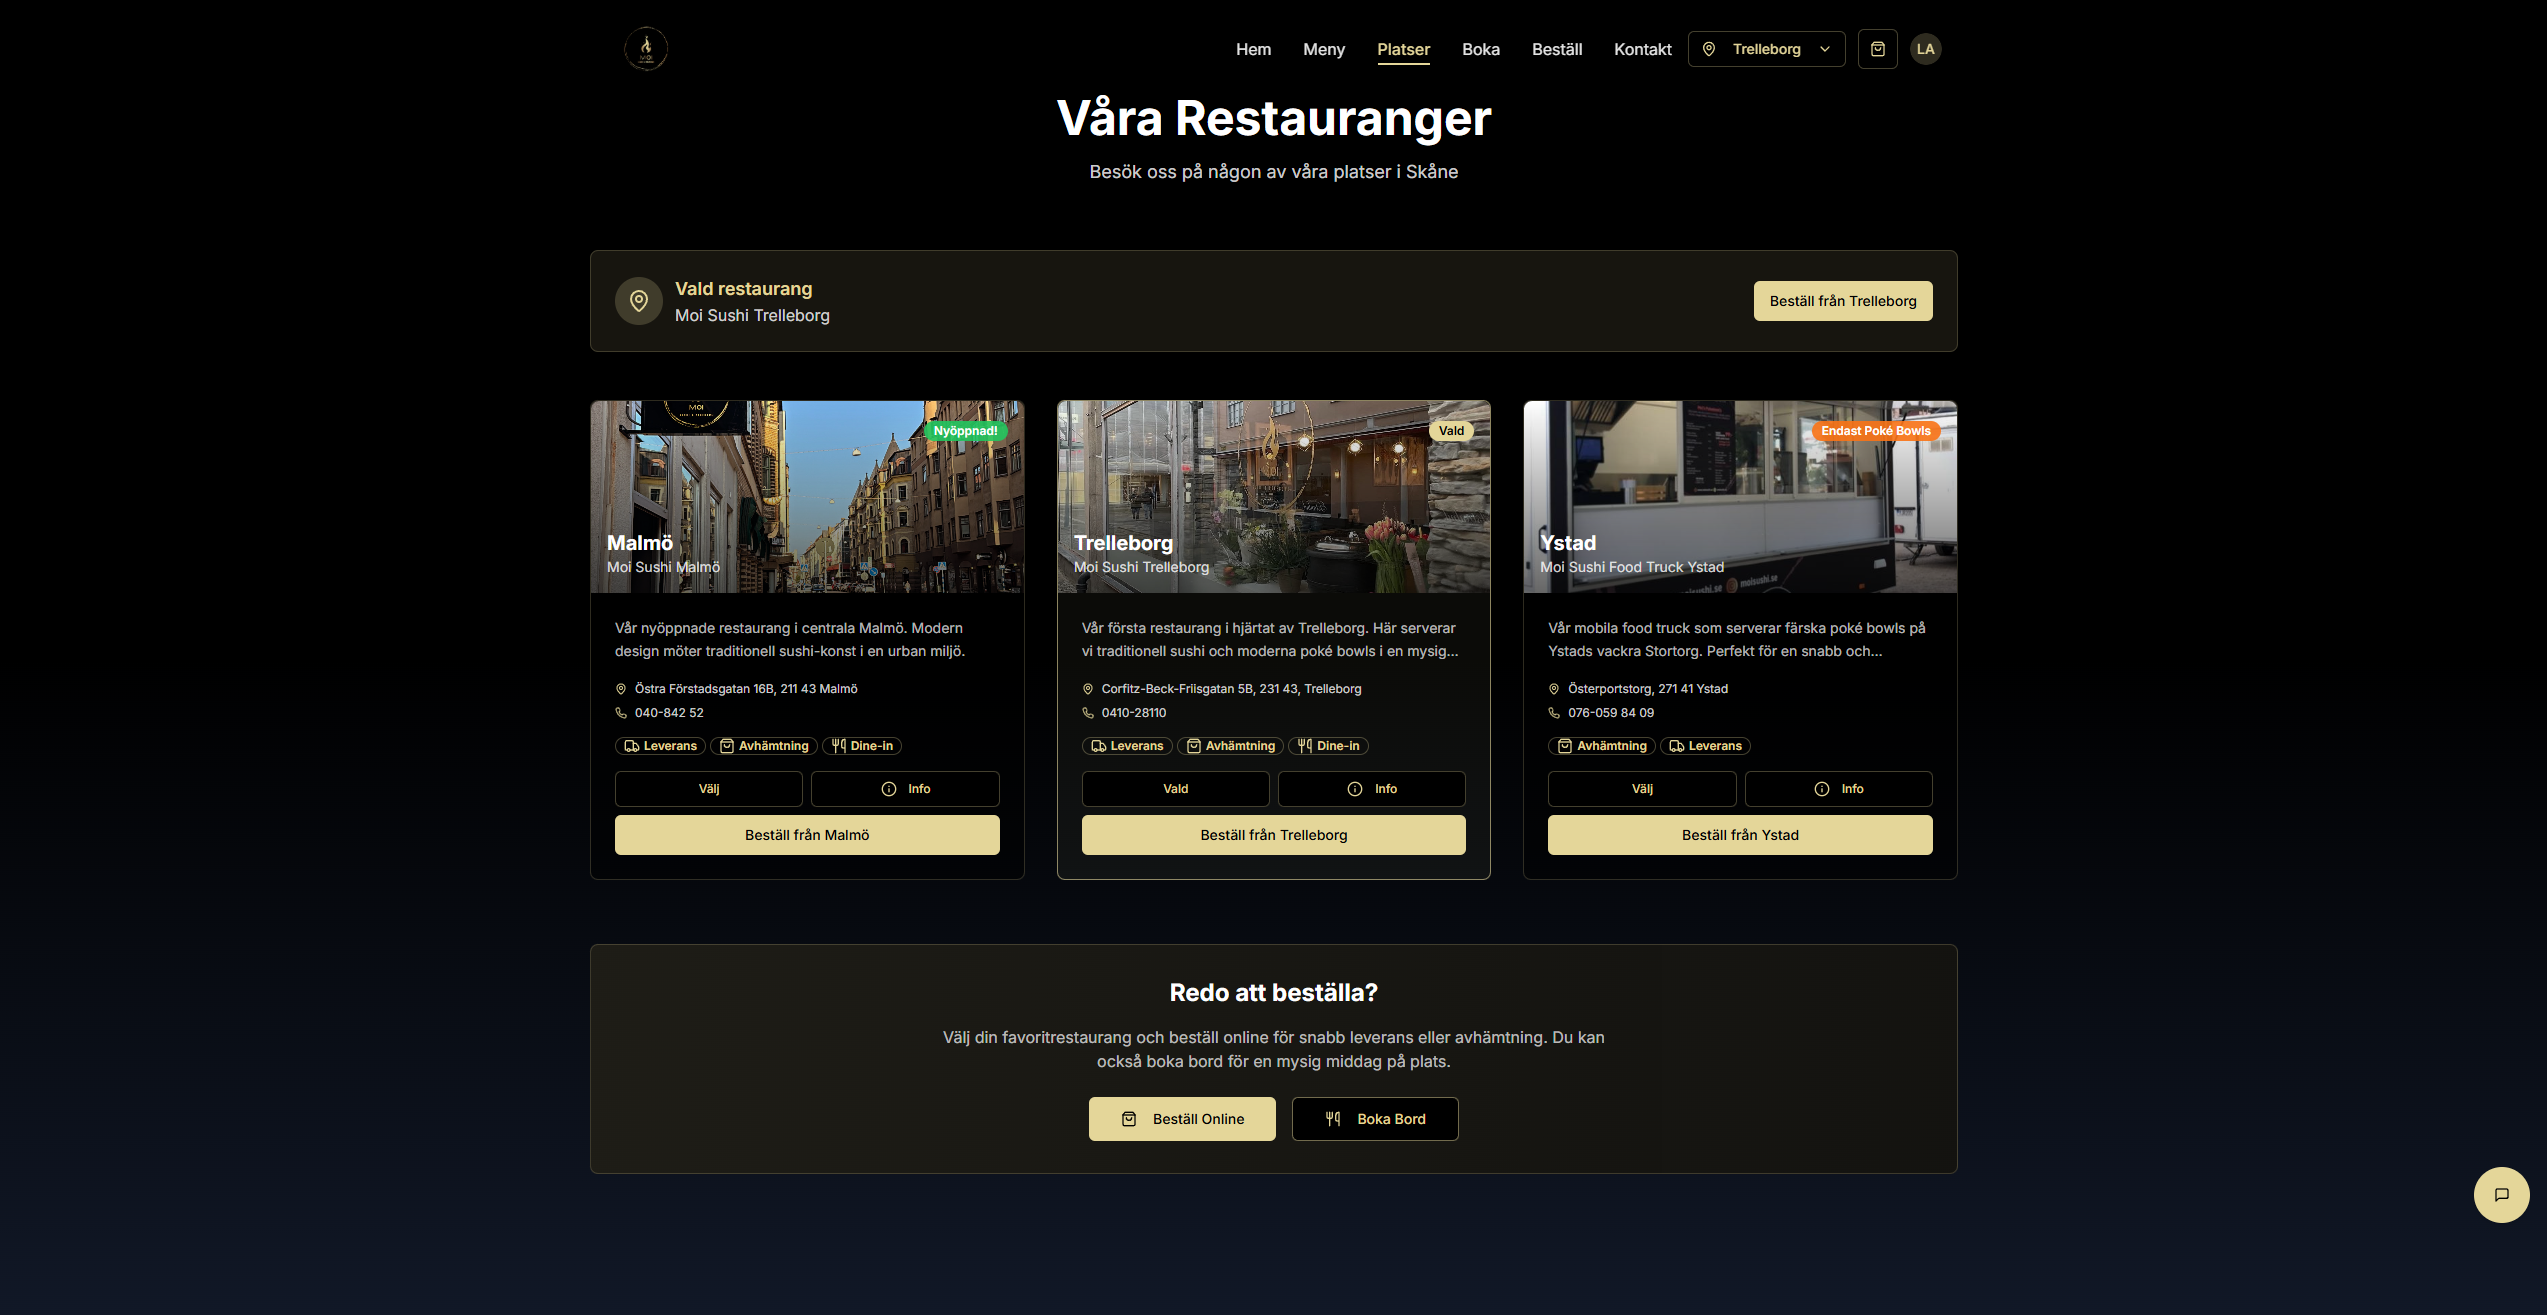 MOI
Hem Meny Platser Boka Beställ Kontakt Trelleborg LA
Våra Restauranger
Besök oss på någon av våra platser i Skåne
Vald restaurang
Moi Sushi Trelleborg
Beställ från Trelleborg
MOI
Nyöppnad!
Malmö
Moi Sushi Malmö
Vår nyöppnade restaurang i centrala Malmö. Modern
design möter traditionell sushi-konst i en urban miljö.
Östra Förstadsgatan 16B, 211 43 Malmö
040-842 52
Leverans Avhämtning Dine-in
Välj Info
Beställ från Malmö
MOI
Vald
Trelleborg
Moi Sushi Trelleborg
Vår första restaurang i hjärtat av Trelleborg. Här serverar
vi traditionell sushi och moderna poké bowls i en mysig...
Corfitz-Beck-Friisgatan 5B, 231 43, Trelleborg
0410-28110
Leverans Avhämtning Dine-in
Vald Info
Beställ från Trelleborg
Endast Poké Bowls
Ystad
Moi Sushi Food Truck Ystad
moisushi.se
Vår mobila food truck som serverar färska poké bowls på
Ystads vackra Stortorg. Perfekt för en snabb och...
Österportstorg, 271 41 Ystad
076-059 84 09
Avhämtning Leverans
Välj Info
Beställ från Ystad
Redo att beställa?
Välj din favoritrestaurang och beställ online för snabb leverans eller avhämtning. Du kan
också boka bord för en mysig middag på plats.
Beställ Online Boka Bord